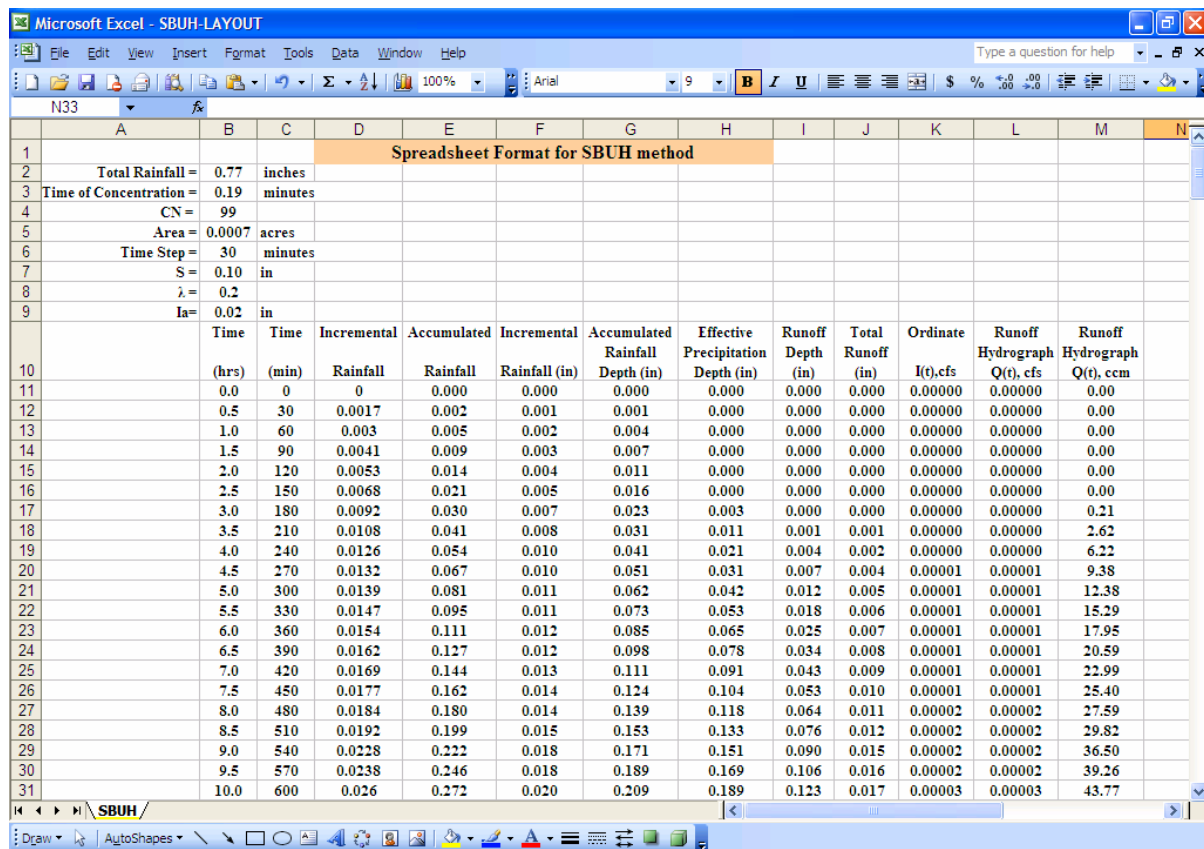 Microsoft Excel - SBUH-LAYOUT
File Edit View Insert Format Tools Data Window Help Type a question for help
100% Arial 9 B I U $ %
N33 fx
A B C D E F G H I J K L M N
1 Spreadsheet Format for SBUH method
2 Total Rainfall = 0.77 inches
3 Time of Concentration = 0.19 minutes
4 CN = 99
5 Area = 0.0007 acres
6 Time Step = 30 minutes
7 S = 0.10 in
8 λ = 0.2
9 Ia= 0.02 in
Time Time Incremental Accumulated Incremental Accumulated Effective Runoff Total Ordinate Runoff Runoff
Rainfall Precipitation Depth Runoff Hydrograph Hydrograph
10 (hrs) (min) Rainfall Rainfall Rainfall (in) Depth (in) Depth (in) (in) (in) I(t),cfs Q(t), cfs Q(t), ccm
11 0.0 0 0 0.000 0.000 0.000 0.000 0.000 0.000 0.00000 0.00000 0.00
12 0.5 30 0.0017 0.002 0.001 0.001 0.000 0.000 0.000 0.00000 0.00000 0.00
13 1.0 60 0.003 0.005 0.002 0.004 0.000 0.000 0.000 0.00000 0.00000 0.00
14 1.5 90 0.0041 0.009 0.003 0.007 0.000 0.000 0.000 0.00000 0.00000 0.00
15 2.0 120 0.0053 0.014 0.004 0.011 0.000 0.000 0.000 0.00000 0.00000 0.00
16 2.5 150 0.0068 0.021 0.005 0.016 0.000 0.000 0.000 0.00000 0.00000 0.00
17 3.0 180 0.0092 0.030 0.007 0.023 0.003 0.000 0.000 0.00000 0.00000 0.21
18 3.5 210 0.0108 0.041 0.008 0.031 0.011 0.001 0.001 0.00000 0.00000 2.62
19 4.0 240 0.0126 0.054 0.010 0.041 0.021 0.004 0.002 0.00000 0.00000 6.22
20 4.5 270 0.0132 0.067 0.010 0.051 0.031 0.007 0.004 0.00001 0.00001 9.38
21 5.0 300 0.0139 0.081 0.011 0.062 0.042 0.012 0.005 0.00001 0.00001 12.38
22 5.5 330 0.0147 0.095 0.011 0.073 0.053 0.018 0.006 0.00001 0.00001 15.29
23 6.0 360 0.0154 0.111 0.012 0.085 0.065 0.025 0.007 0.00001 0.00001 17.95
24 6.5 390 0.0162 0.127 0.012 0.098 0.078 0.034 0.008 0.00001 0.00001 20.59
25 7.0 420 0.0169 0.144 0.013 0.111 0.091 0.043 0.009 0.00001 0.00001 22.99
26 7.5 450 0.0177 0.162 0.014 0.124 0.104 0.053 0.010 0.00001 0.00001 25.40
27 8.0 480 0.0184 0.180 0.014 0.139 0.118 0.064 0.011 0.00002 0.00002 27.59
28 8.5 510 0.0192 0.199 0.015 0.153 0.133 0.076 0.012 0.00002 0.00002 29.82
29 9.0 540 0.0228 0.222 0.018 0.171 0.151 0.090 0.015 0.00002 0.00002 36.50
30 9.5 570 0.0238 0.246 0.018 0.189 0.169 0.106 0.016 0.00002 0.00002 39.26
31 10.0 600 0.026 0.272 0.020 0.209 0.189 0.123 0.017 0.00003 0.00003 43.77
SBUH
Draw AutoShapes